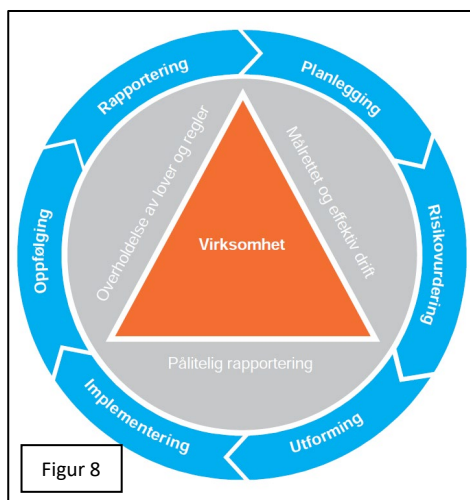 Rapportering
Planlegging
Risikovurdering
Utforming
Implementering
Oppfølging
Overholdelse av lover og regler
Målrettet og effektiv drift
Virksomhet
Pålitelig rapportering
Figur 8